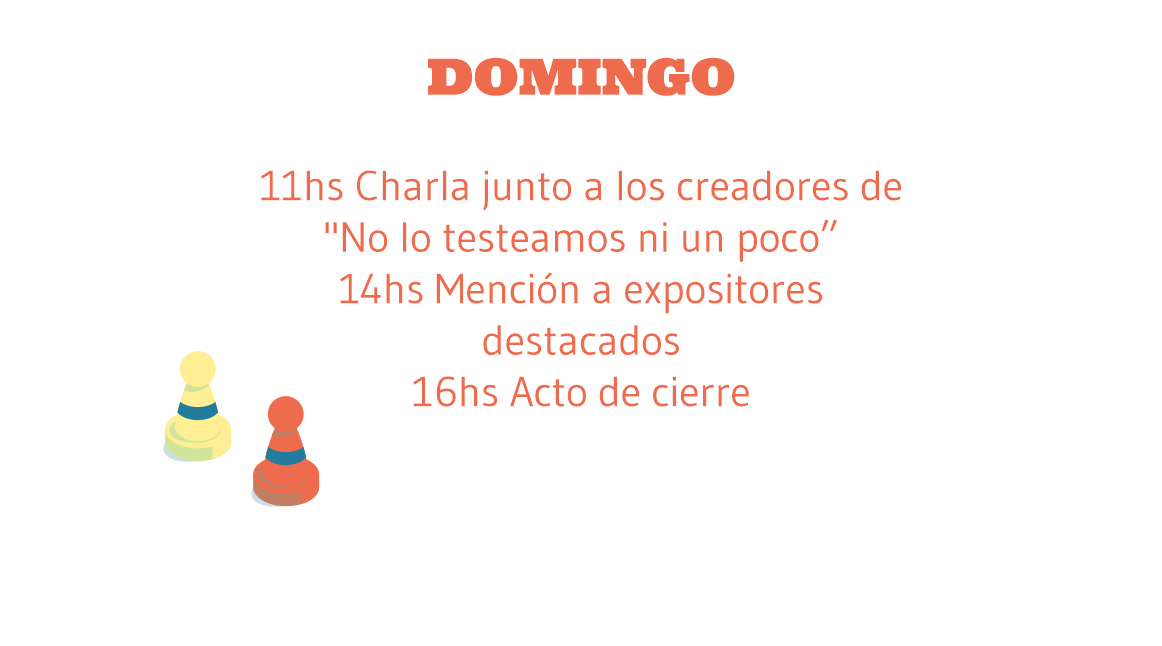 DOMINGO
11hs Charla junto a los creadores de
"No lo testeamos ni un poco”
14hs Mención a expositores
destacados
16hs Acto de cierre